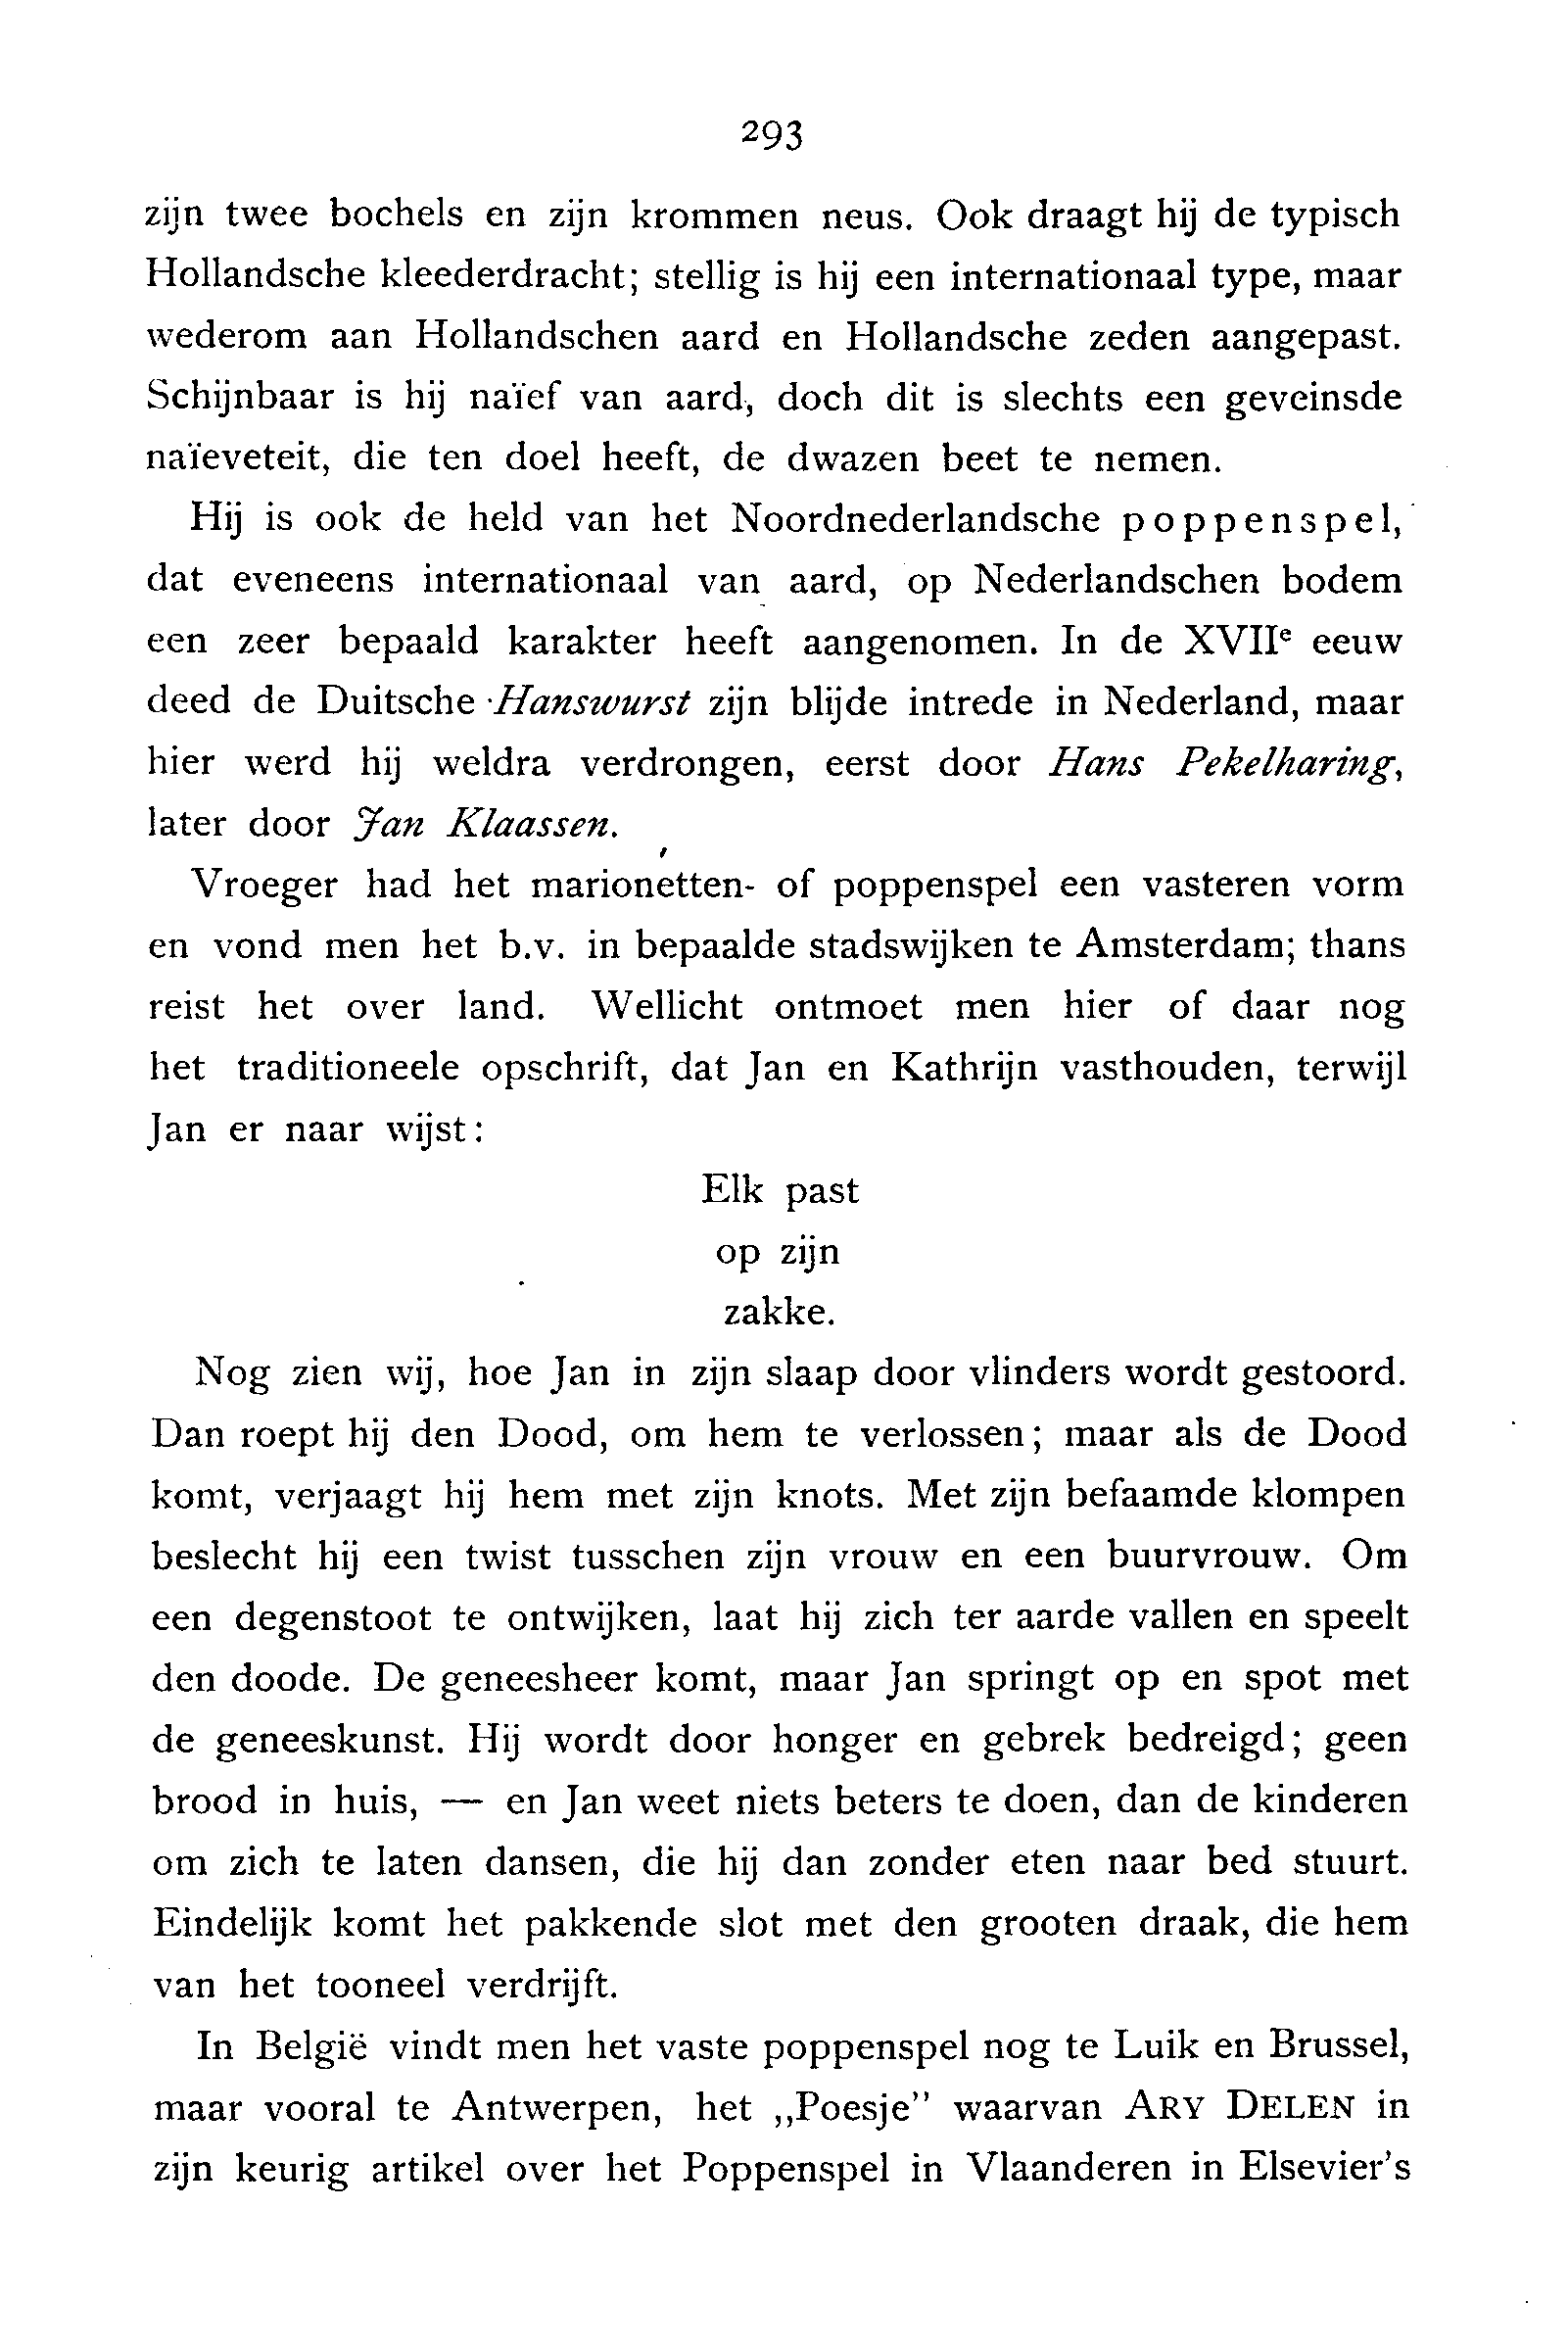 293
zijn twee bochels en zijn krommen neus. Ook draagt hij de typisch
Hollandsche kleederdracht; stellig is hij een internationaal type, maar
wederom aan Hollandschen aard en Hollandsche zeden aangepast.
Schijnbaar is hij naïef van aard, doch dit is slechts een geveinsde
naïeveteit, die ten doel heeft, de dwazen beet te nemen.
Hij is ook de held van het Noordnederlandsche poppenspel,
dat eveneens internationaal van aard, op Nederlandschen bodem
een zeer bepaald karakter heeft aangenomen. In de XVIIe eeuw
deed de Duitsche Hanswurst zijn blijde intrede in Nederland, maar
hier werd hij weldra verdrongen, eerst door Hans Pekelharing,
later door Jan Klaassen.
Vroeger had het marionetten- of poppenspel een vasteren vorm
en vond men het b.v. in bepaalde stadswijken te Amsterdam; thans
reist het over land. Wellicht ontmoet men hier of daar nog
het traditioneele opschrift, dat Jan en Kathrijn vasthouden, terwijl
Jan er naar wijst:
Elk past
op zijn
zakke.
Nog zien wij, hoe Jan in zijn slaap door vlinders wordt gestoord.
Dan roept hij den Dood, om hem te verlossen; maar als de Dood
komt, verjaagt hij hem met zijn knots. Met zijn befaamde klompen
beslecht hij een twist tusschen zijn vrouw en een buurvrouw. Om
een degenstoot te ontwijken, laat hij zich ter aarde vallen en speelt
den doode. De geneesheer komt, maar Jan springt op en spot met
de geneeskunst. Hij wordt door honger en gebrek bedreigd; geen
brood in huis, — en Jan weet niets beters te doen, dan de kinderen
om zich te laten dansen, die hij dan zonder eten naar bed stuurt.
Eindelijk komt het pakkende slot met den grooten draak, die hem
van het tooneel verdrijft.
In België vindt men het vaste poppenspel nog te Luik en Brussel,
maar vooral te Antwerpen, het „Poesje” waarvan ARY DELEN in
zijn keurig artikel over het Poppenspel in Vlaanderen in Elsevier's